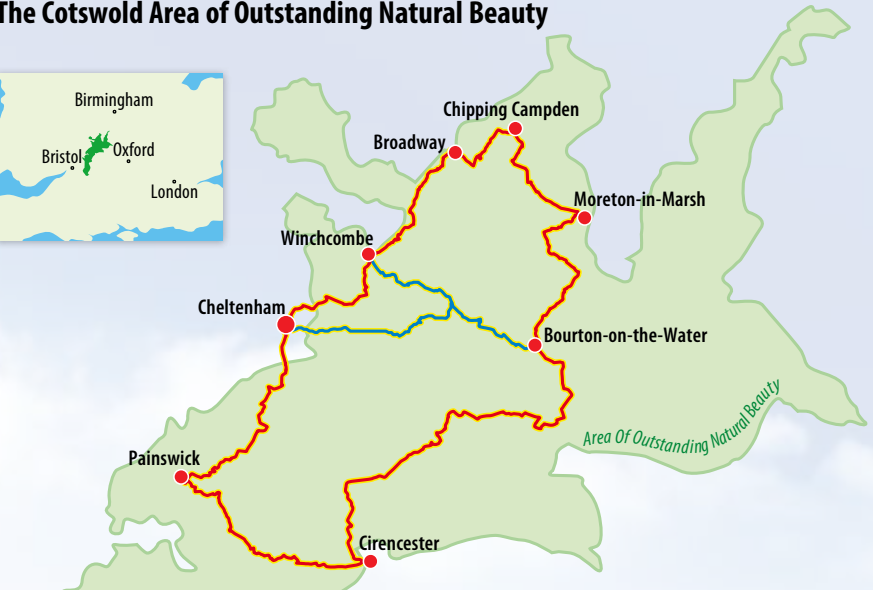 The Cotswold Area of Outstanding Natural Beauty
Birmingham
Bristol
Oxford
London
Chipping Campden
Broadway
Moreton-in-Marsh
Winchcombe
Cheltenham
Bourton-on-the-Water
Area Of Outstanding Natural Beauty
Painswick
Cirencester